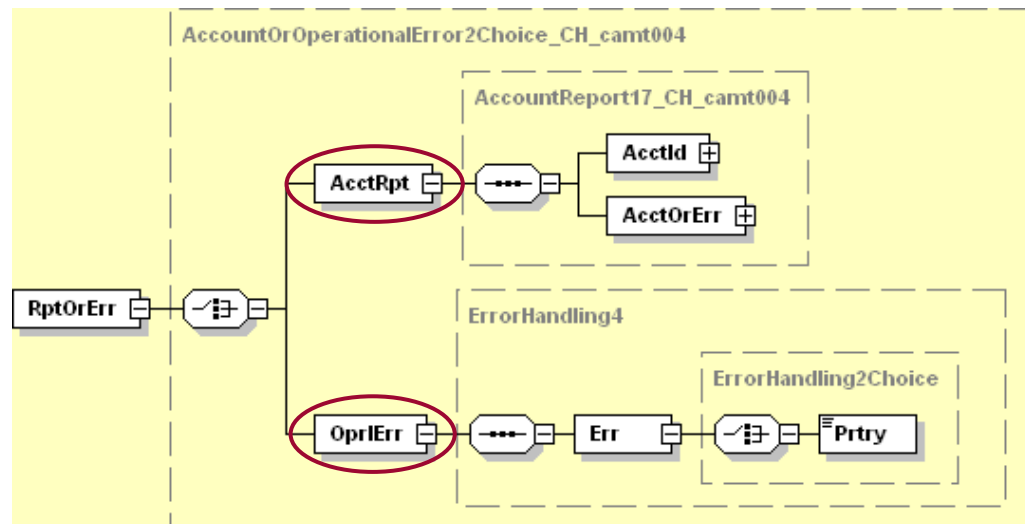 AccountOrOperationalError2Choice_CH_camt004
AccountReport17_CH_camt004
AcctId
AcctRpt
AcctOrErr
RptOrErr
ErrorHandling4
ErrorHandling2Choice
OprlErr
Err
Prtry